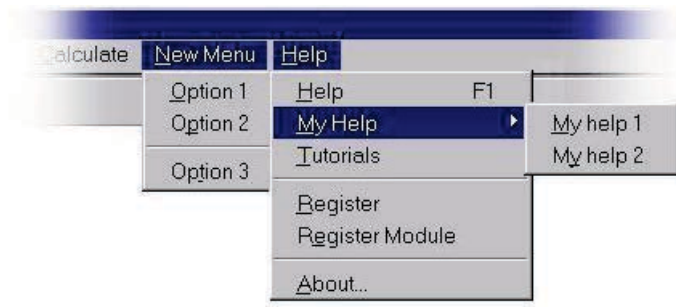 Calculate New Menu Help
Option 1
Option 2
Option 3
Help F1
My Help
Tutorials
Register
Register Module
About...
My help 1
My help 2